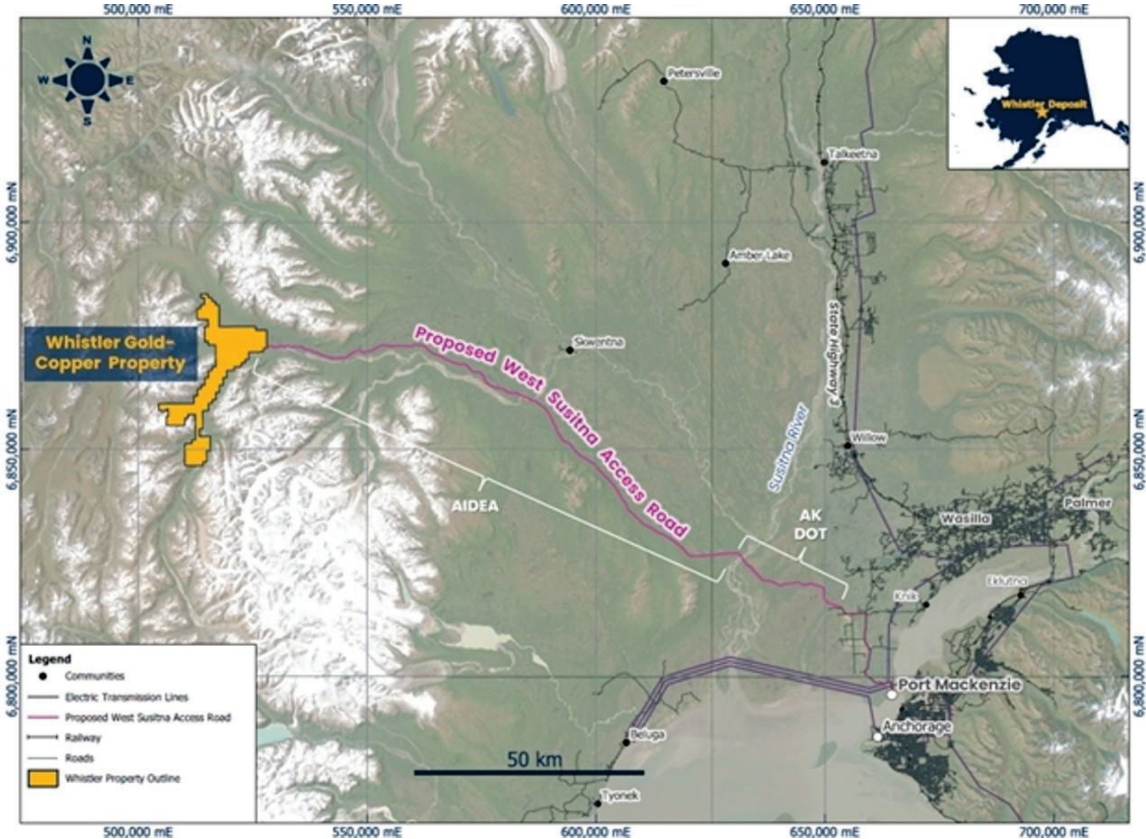 500,000 mE
550,000 mE
600,000 mE
650,000 mE
700,000 mE
N
W
E
S
Petersville
Whistler Deposit
Talkeetna
6,900,000 mN
6,900,000 mN
Amber Lake
Whistler Gold-
Copper Property
Proposed West Susitna Access Road
Skwentna
State Highway 3
Susitna River
Willow
6,850,000 mN
6,850,000 mN
AIDEA
AK
DOT
Wasilla
Palmer
Knik
Eklutna
Legend
Communities
Electric Transmission Lines
Proposed West Susitna Access Road
Railway
Roads
Whistler Property Outline
6,800,000 mN
6,800,000 mN
Port Mackenzie
Anchorage
Beluga
50 km
Tyonek
500,000 mE
550,000 mE
600,000 mE
650,000 mE
700,000 mE